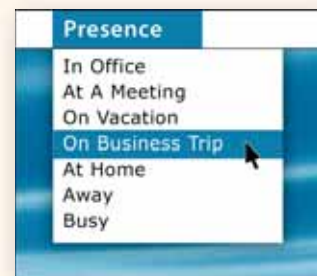 Presence
In Office
At A Meeting
On Vacation
On Business Trip
At Home
Away
Busy